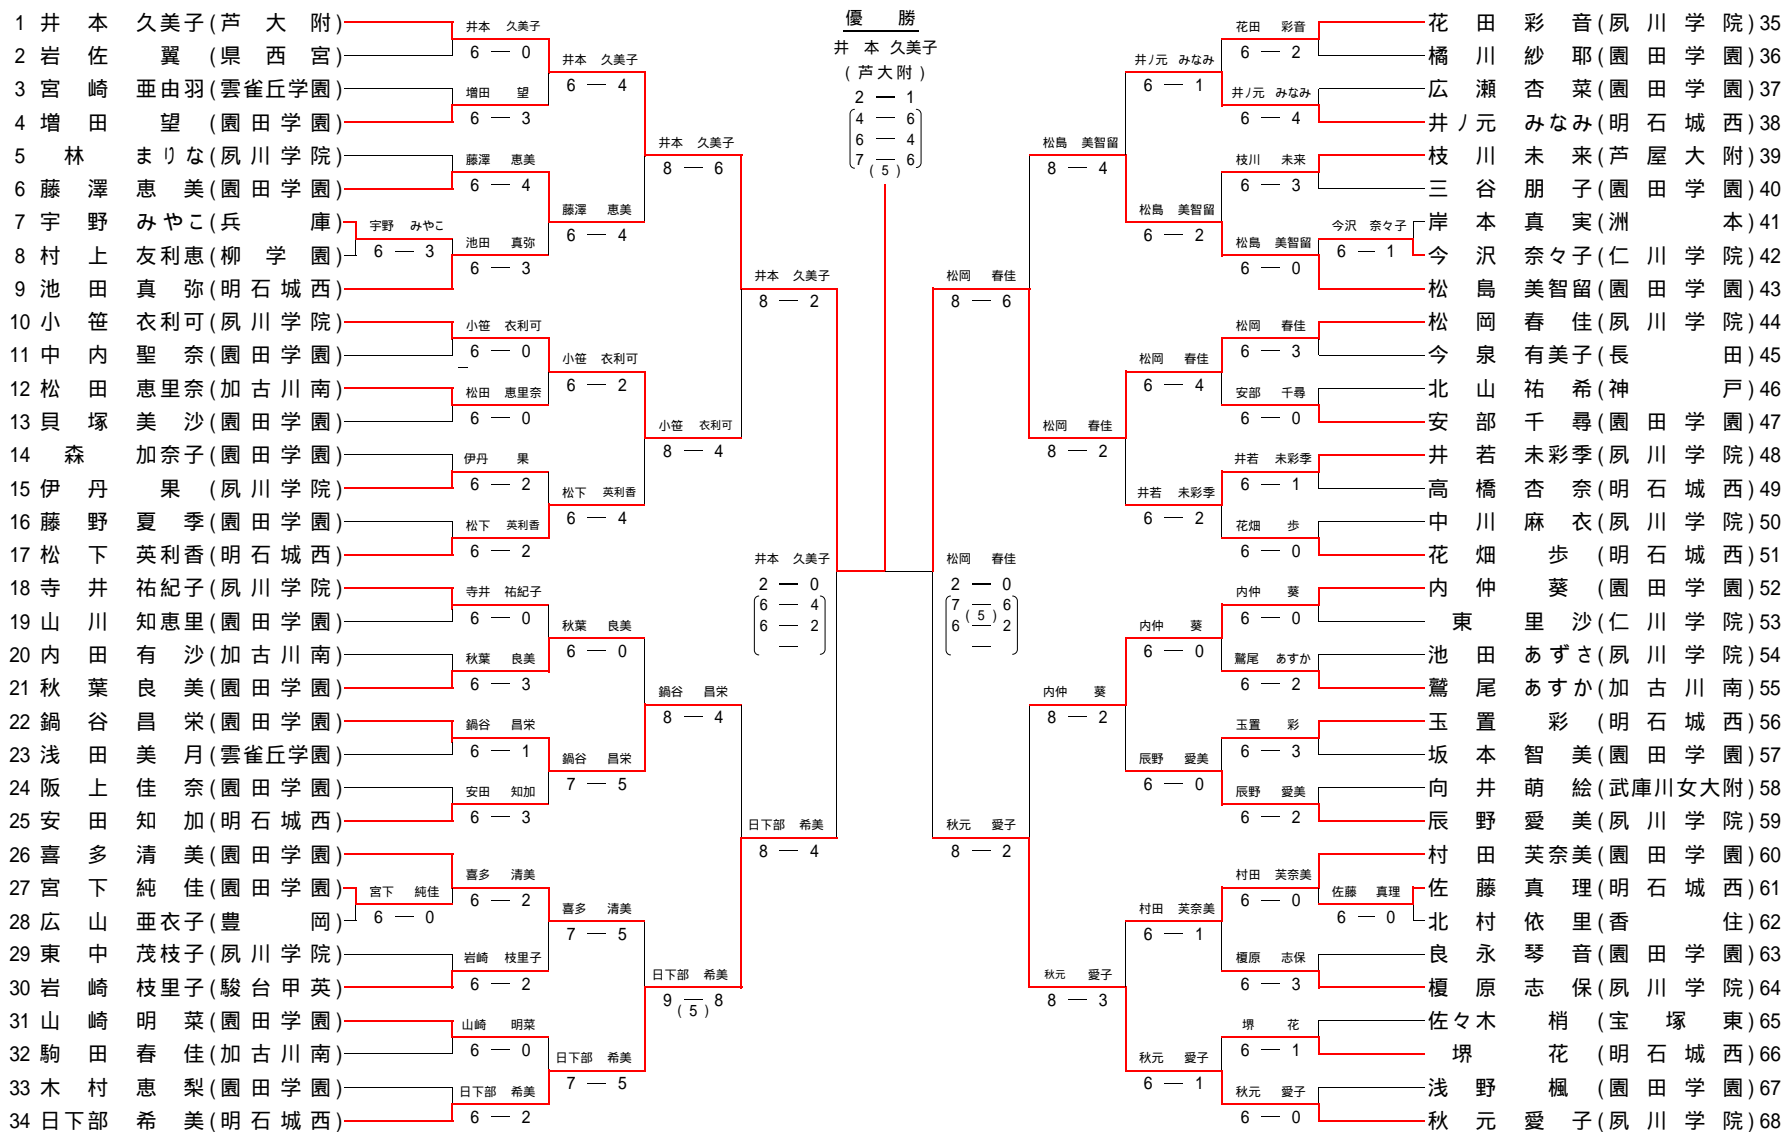 優勝
井本 久美子
(芦大附)
2 — 1
4 — 6
6 — 4
7 — 6
(5)
1 井本 久美子 (芦大附)
2 岩佐 翼 (県西宮)
3 宮崎 亜由羽 (雲雀丘学園)
4 増田 望 (園田学園)
5 林 まりな (夙川学院)
6 藤澤 恵美 (園田学園)
7 宇野 みやこ (兵庫)
8 村上 友利恵 (柳学園)
9 池田 真弥 (明石城西)
10 小笹 衣利可 (夙川学院)
11 中内 聖奈 (園田学園)
12 松田 恵里奈 (加古川南)
13 貝塚 美沙 (園田学園)
14 森 加奈子 (園田学園)
15 伊丹 果 (夙川学院)
16 藤野 夏季 (園田学園)
17 松下 英利香 (明石城西)
18 寺井 祐紀子 (夙川学院)
19 山川 知恵里 (園田学園)
20 内田 有沙 (加古川南)
21 秋葉 良美 (園田学園)
22 鍋谷 昌栄 (園田学園)
23 浅田 美月 (雲雀丘学園)
24 阪上 佳奈 (園田学園)
25 安田 知加 (明石城西)
26 喜多 清美 (園田学園)
27 宮下 純佳 (園田学園)
28 広山 亜衣子 (豊岡)
29 東中 茂枝子 (夙川学院)
30 岩崎 枝里子 (駿台甲英)
31 山崎 明菜 (園田学園)
32 駒田 春佳 (加古川南)
33 木村 恵梨 (園田学園)
34 日下部 希美 (明石城西)
宇野 みやこ
6 — 3
宮下 純佳
6 — 0
井本 久美子
6 — 0
増田 望
6 — 3
藤澤 恵美
6 — 4
池田 真弥
6 — 3
小笹 衣利可
6 — 0
—
松田 恵里奈
6 — 0
伊丹 果
6 — 2
松下 英利香
6 — 2
寺井 祐紀子
6 — 0
秋葉 良美
6 — 3
鍋谷 昌栄
6 — 1
安田 知加
6 — 3
喜多 清美
6 — 2
岩崎 枝里子
6 — 2
山崎 明菜
6 — 0
日下部 希美
6 — 2
井本 久美子
6 — 4
藤澤 恵美
6 — 4
小笹 衣利可
6 — 2
松下 英利香
6 — 4
秋葉 良美
6 — 0
鍋谷 昌栄
7 — 5
喜多 清美
7 — 5
日下部 希美
7 — 5
井本 久美子
8 — 6
小笹 衣利可
8 — 4
鍋谷 昌栄
8 — 4
日下部 希美
9 — 8
(5)
井本 久美子
8 — 2
日下部 希美
8 — 4
井本 久美子
2 — 0
6 — 4
6 — 2
—
松岡 春佳
2 — 0
7 — 6
(5)
6 — 2
—
松岡 春佳
8 — 6
秋元 愛子
8 — 2
松島 美智留
8 — 4
松岡 春佳
8 — 2
内仲 葵
8 — 2
秋元 愛子
8 — 3
井ノ元 みなみ
6 — 1
松島 美智留
6 — 2
松岡 春佳
6 — 4
井若 未彩季
6 — 2
内仲 葵
6 — 0
辰野 愛美
6 — 0
村田 芙奈美
6 — 1
秋元 愛子
6 — 1
花田 彩音
6 — 2
井ノ元 みなみ
6 — 4
枝川 未来
6 — 3
松島 美智留
6 — 0
松岡 春佳
6 — 3
安部 千尋
6 — 0
井若 未彩季
6 — 1
花畑 歩
6 — 0
内仲 葵
6 — 0
鷲尾 あすか
6 — 2
玉置 彩
6 — 3
辰野 愛美
6 — 2
村田 芙奈美
6 — 0
榎原 志保
6 — 3
堺 花
6 — 1
秋元 愛子
6 — 0
今沢 奈々子
6 — 1
佐藤 真理
6 — 0
花田 彩音 (夙川学院) 35
橘川 紗耶 (園田学園) 36
広瀬 杏菜 (園田学園) 37
井ノ元 みなみ (明石城西) 38
枝川 未来 (芦屋大附) 39
三谷 朋子 (園田学園) 40
岸本 真実 (洲本) 41
今沢 奈々子 (仁川学院) 42
松島 美智留 (園田学園) 43
松岡 春佳 (夙川学院) 44
今泉 有美子 (長田) 45
北山 祐希 (神戸) 46
安部 千尋 (園田学園) 47
井若 未彩季 (夙川学院) 48
高橋 杏奈 (明石城西) 49
中川 麻衣 (夙川学院) 50
花畑 歩 (明石城西) 51
内仲 葵 (園田学園) 52
東 里沙 (仁川学院) 53
池田 あずさ (夙川学院) 54
鷲尾 あすか (加古川南) 55
玉置 彩 (明石城西) 56
坂本 智美 (園田学園) 57
向井 萌絵 (武庫川女大附) 58
辰野 愛美 (夙川学院) 59
村田 芙奈美 (園田学園) 60
佐藤 真理 (明石城西) 61
北村 依里 (香住) 62
良永 琴音 (園田学園) 63
榎原 志保 (夙川学院) 64
佐々木 梢 (宝塚東) 65
堺 花 (明石城西) 66
浅野 楓 (園田学園) 67
秋元 愛子 (夙川学院) 68